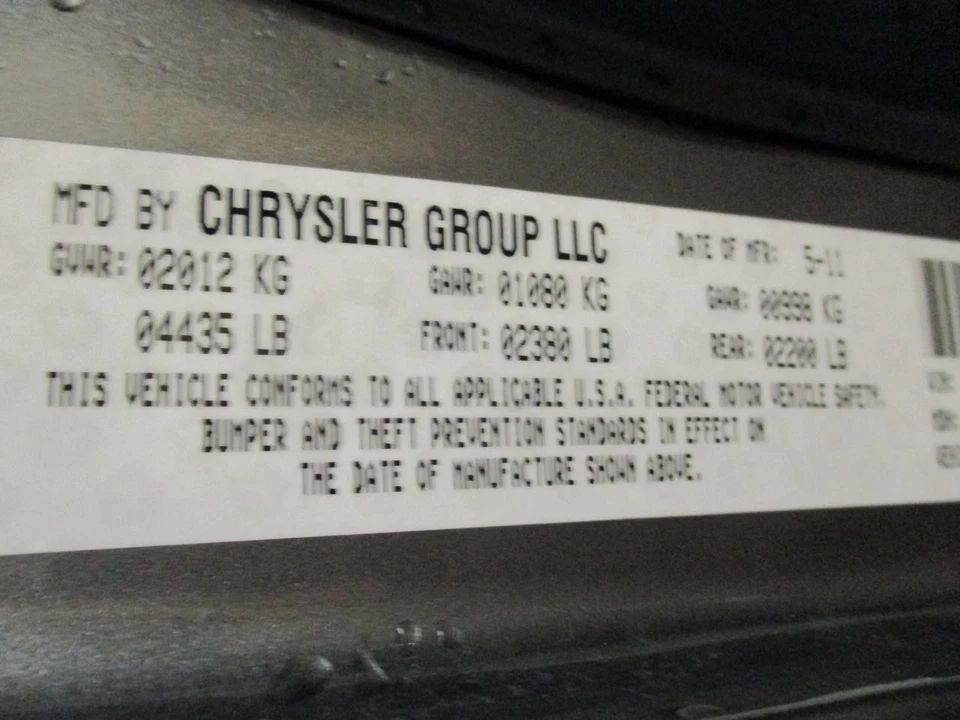 MFD BY CHRYSLER GROUP LLC DATE OF MFR: 5-11
GVWR: 02012 KG GAWR: 01080 KG GAWR: 00998 KG
04435 LB FRONT: 02380 LB REAR: 02200 LB
THIS VEHICLE CONFORMS TO ALL APPLICABLE U.S.A. FEDERAL MOTOR VEHICLE SAFETY,
BUMPER AND THEFT PREVENTION STANDARDS IN EFFECT ON
THE DATE OF MANUFACTURE SHOWN ABOVE.
VIN:
MDH: